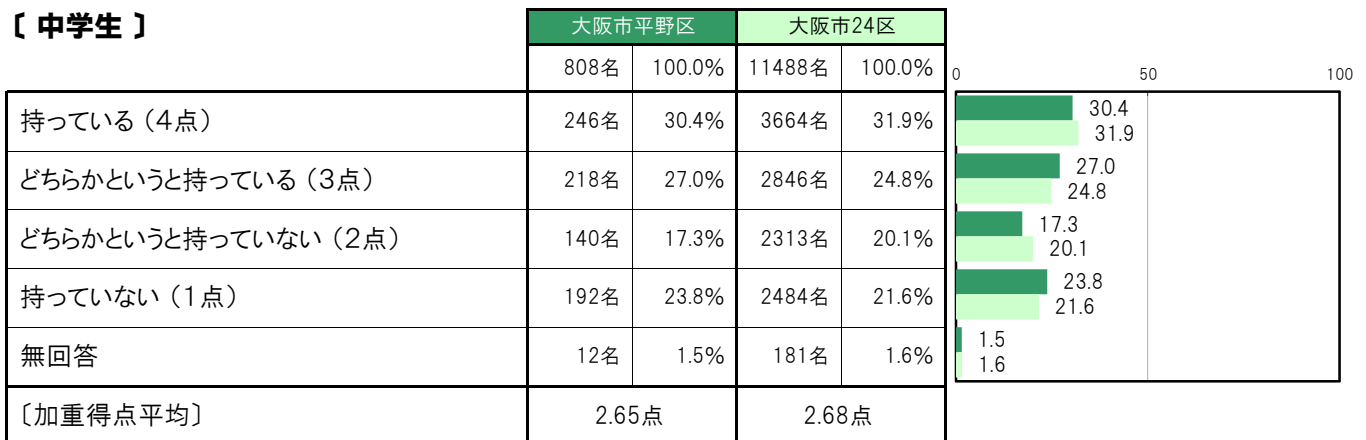 〔 中学生 〕
大阪市平野区 大阪市24区
808名 100.0% 11488名 100.0%
0 50 100
持っている（4点） 246名 30.4% 3664名 31.9%
30.4
31.9
どちらかというと持っている（3点） 218名 27.0% 2846名 24.8%
27.0
24.8
どちらかというと持っていない（2点） 140名 17.3% 2313名 20.1%
17.3
20.1
持っていない（1点） 192名 23.8% 2484名 21.6%
23.8
21.6
無回答 12名 1.5% 181名 1.6%
1.5
1.6
〔加重得点平均〕 2.65点 2.68点